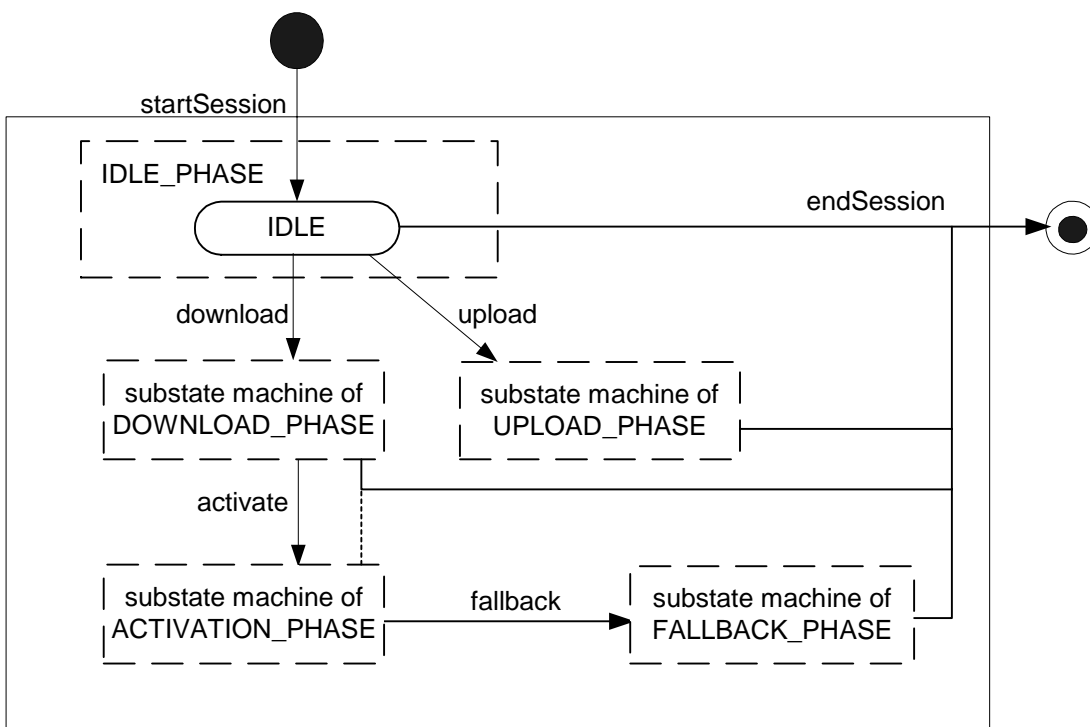 startSession
IDLE_PHASE
IDLE
endSession
download
upload
substate machine of
DOWNLOAD_PHASE
substate machine of
UPLOAD_PHASE
activate
substate machine of
ACTIVATION_PHASE
fallback
substate machine of
FALLBACK_PHASE